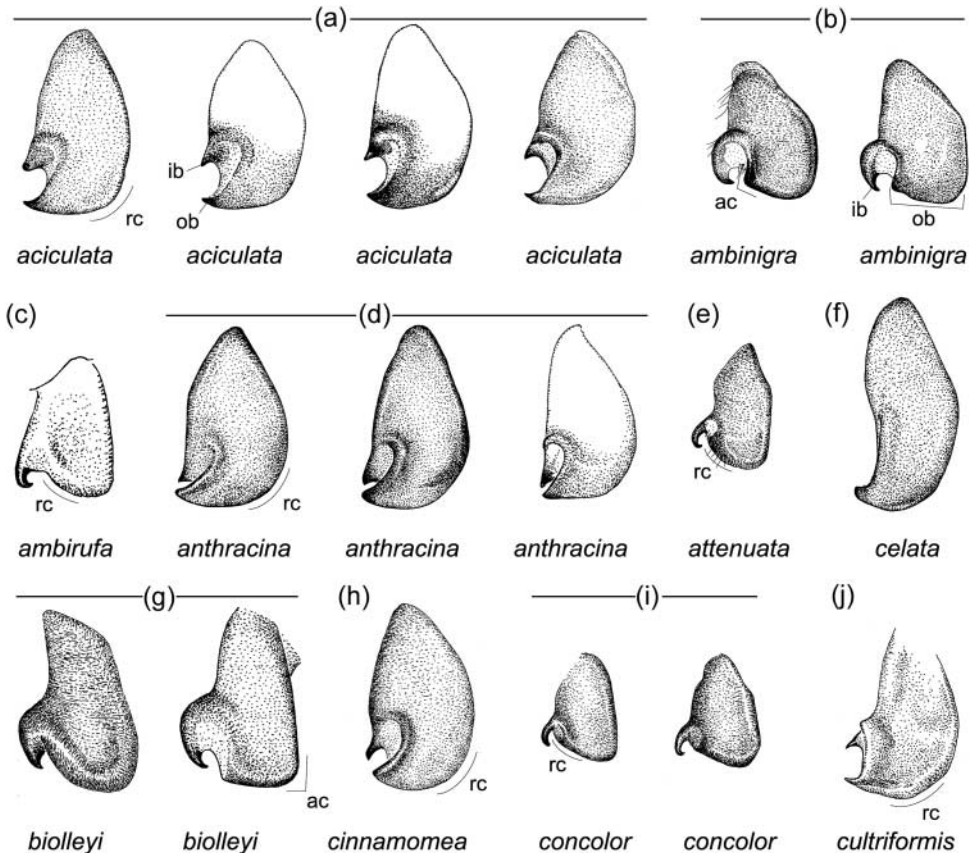 (a) (b)
ib
ob
rc
ac
ib
ob
aciculata aciculata aciculata aciculata ambinigra ambinigra
(c) (d) (e) (f)
rc
rc
rc
ambirufa anthracina anthracina anthracina attenuata celata
(g) (h) (i) (j)
ac
rc
rc
rc
biolleyi biolleyi cinnamomea concolor concolor cultriformis